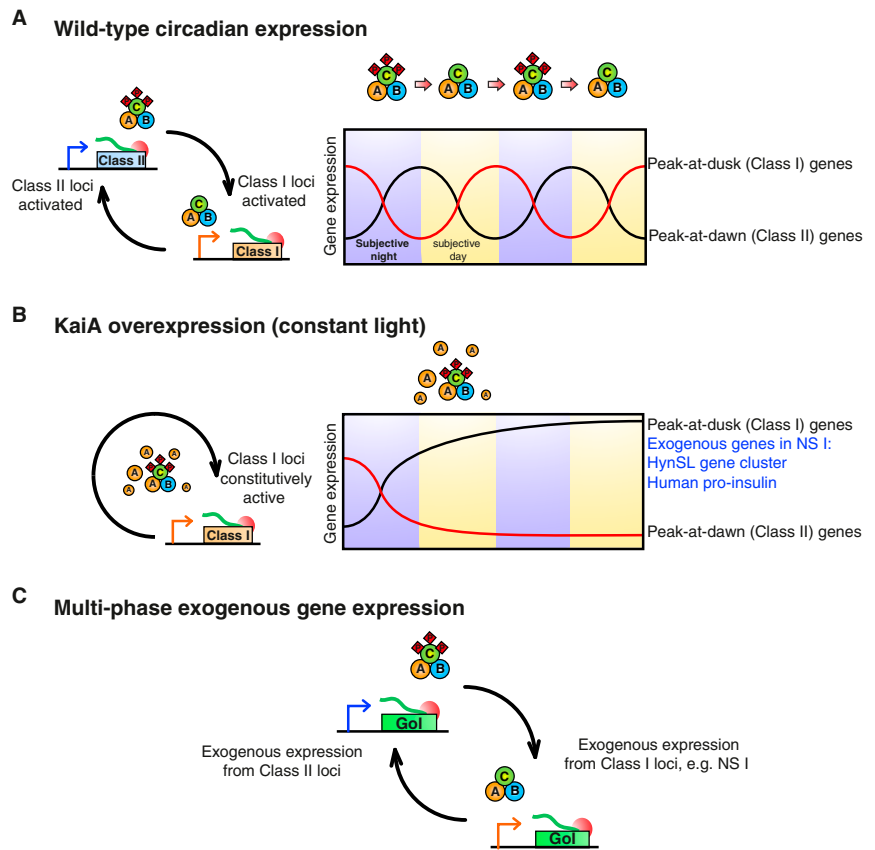 A
Wild-type circadian expression
P P P
C
A B
Class II
Class II loci
activated
Class I loci
activated
C
A B
Class I
P P P
C
A B
C
A B
P P P
C
A B
C
A B
Gene expression
Subjective
night
subjective
day
Peak-at-dusk (Class I) genes
Peak-at-dawn (Class II) genes
B
KaiA overexpression (constant light)
A A
P P P
A C
A A B A
A A
A P P P
C
A A B A
Class I loci
constitutively
active
Class I
Gene expression
Peak-at-dusk (Class I) genes
Exogenous genes in NS I:
HynSL gene cluster
Human pro-insulin
Peak-at-dawn (Class II) genes
C
Multi-phase exogenous gene expression
P P P
C
A B
GoI
Exogenous expression
from Class II loci
Exogenous expression
from Class I loci, e.g. NS I
C
A B
GoI